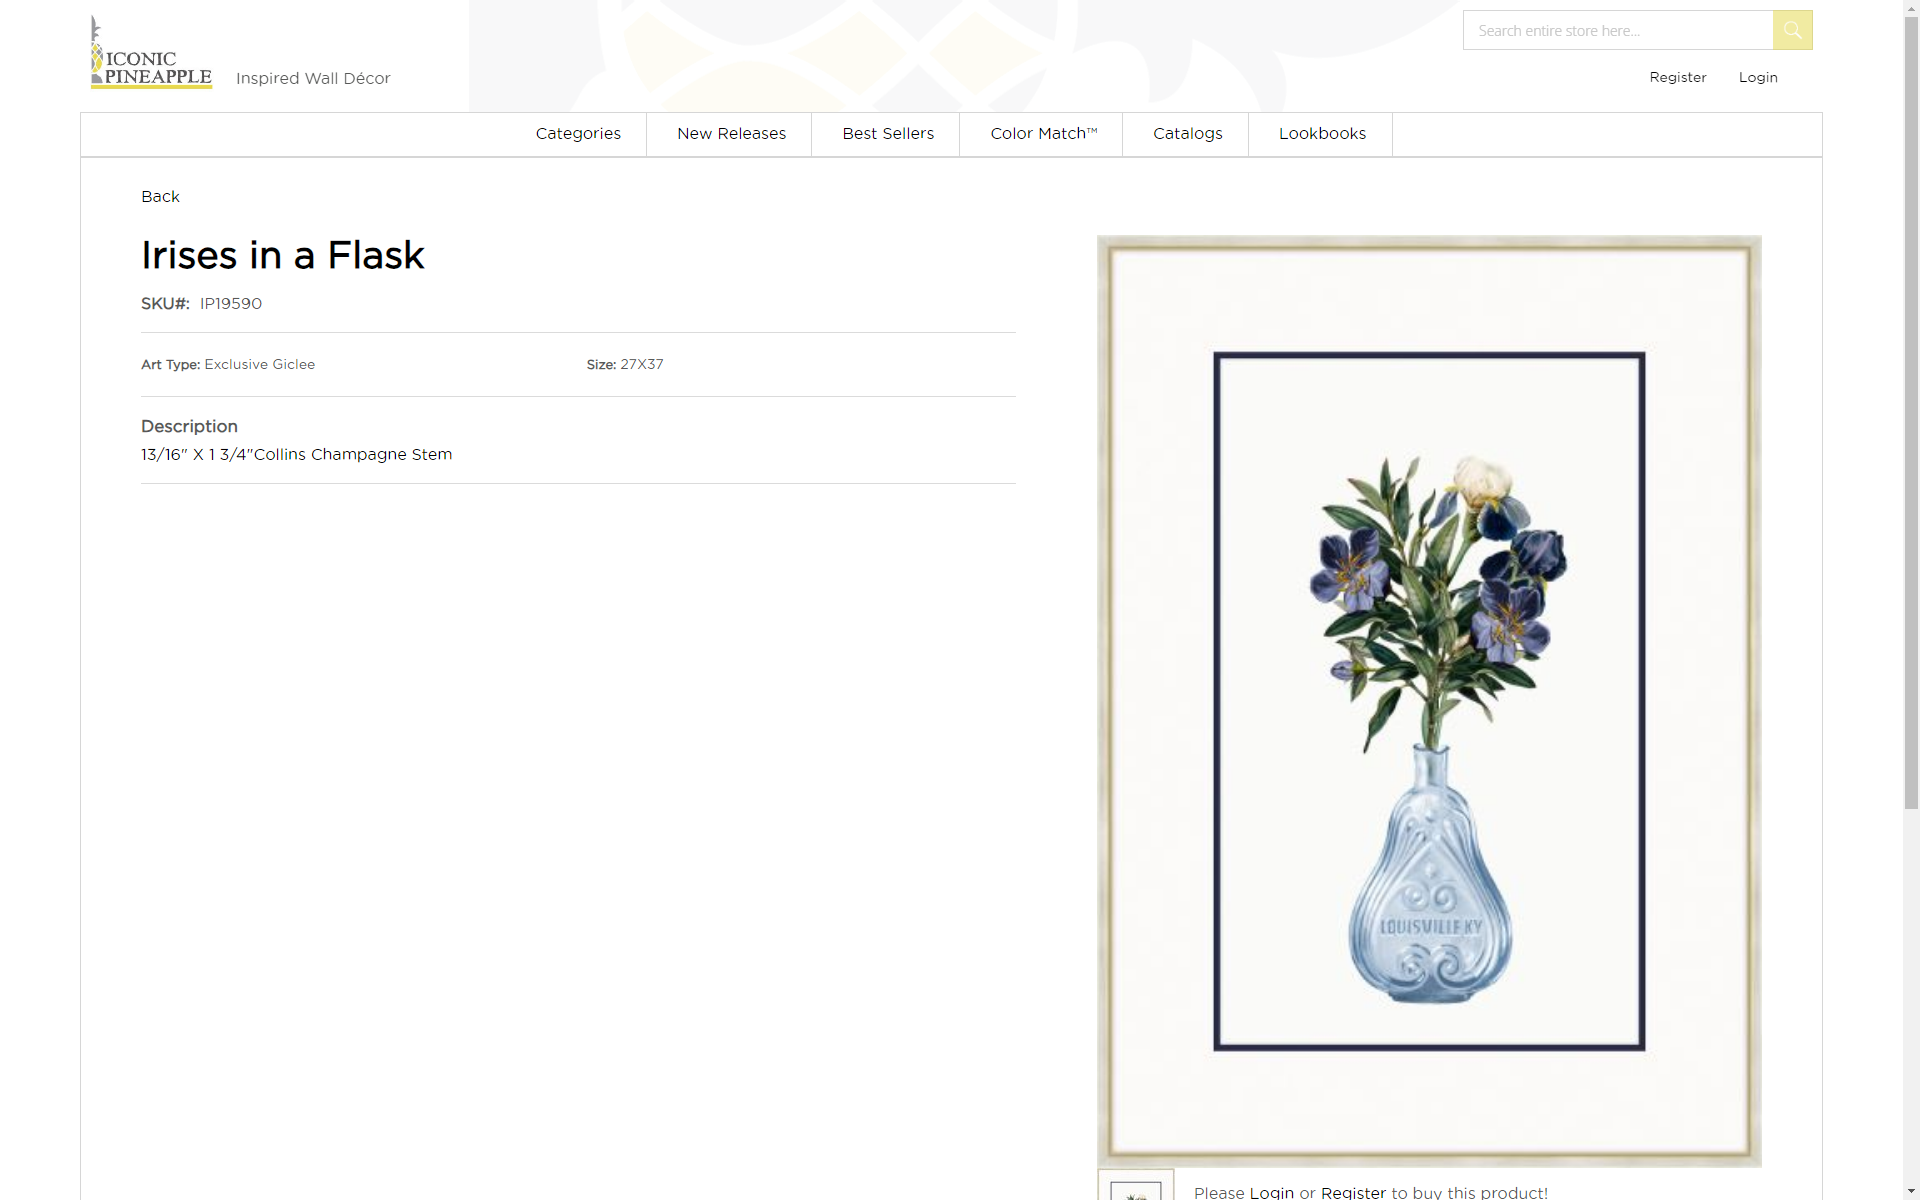 ICONIC
PINEAPPLE
Inspired Wall Décor
Search entire store here...
Register Login
Categories New Releases Best Sellers Color Match™ Catalogs Lookbooks
Back
Irises in a Flask
SKU#: IP19590
Art Type: Exclusive Giclee Size: 27X37
Description
13/16" X 1 3/4"Collins Champagne Stem
LOUISVILLE KY
Please Login or Register to buy this product!